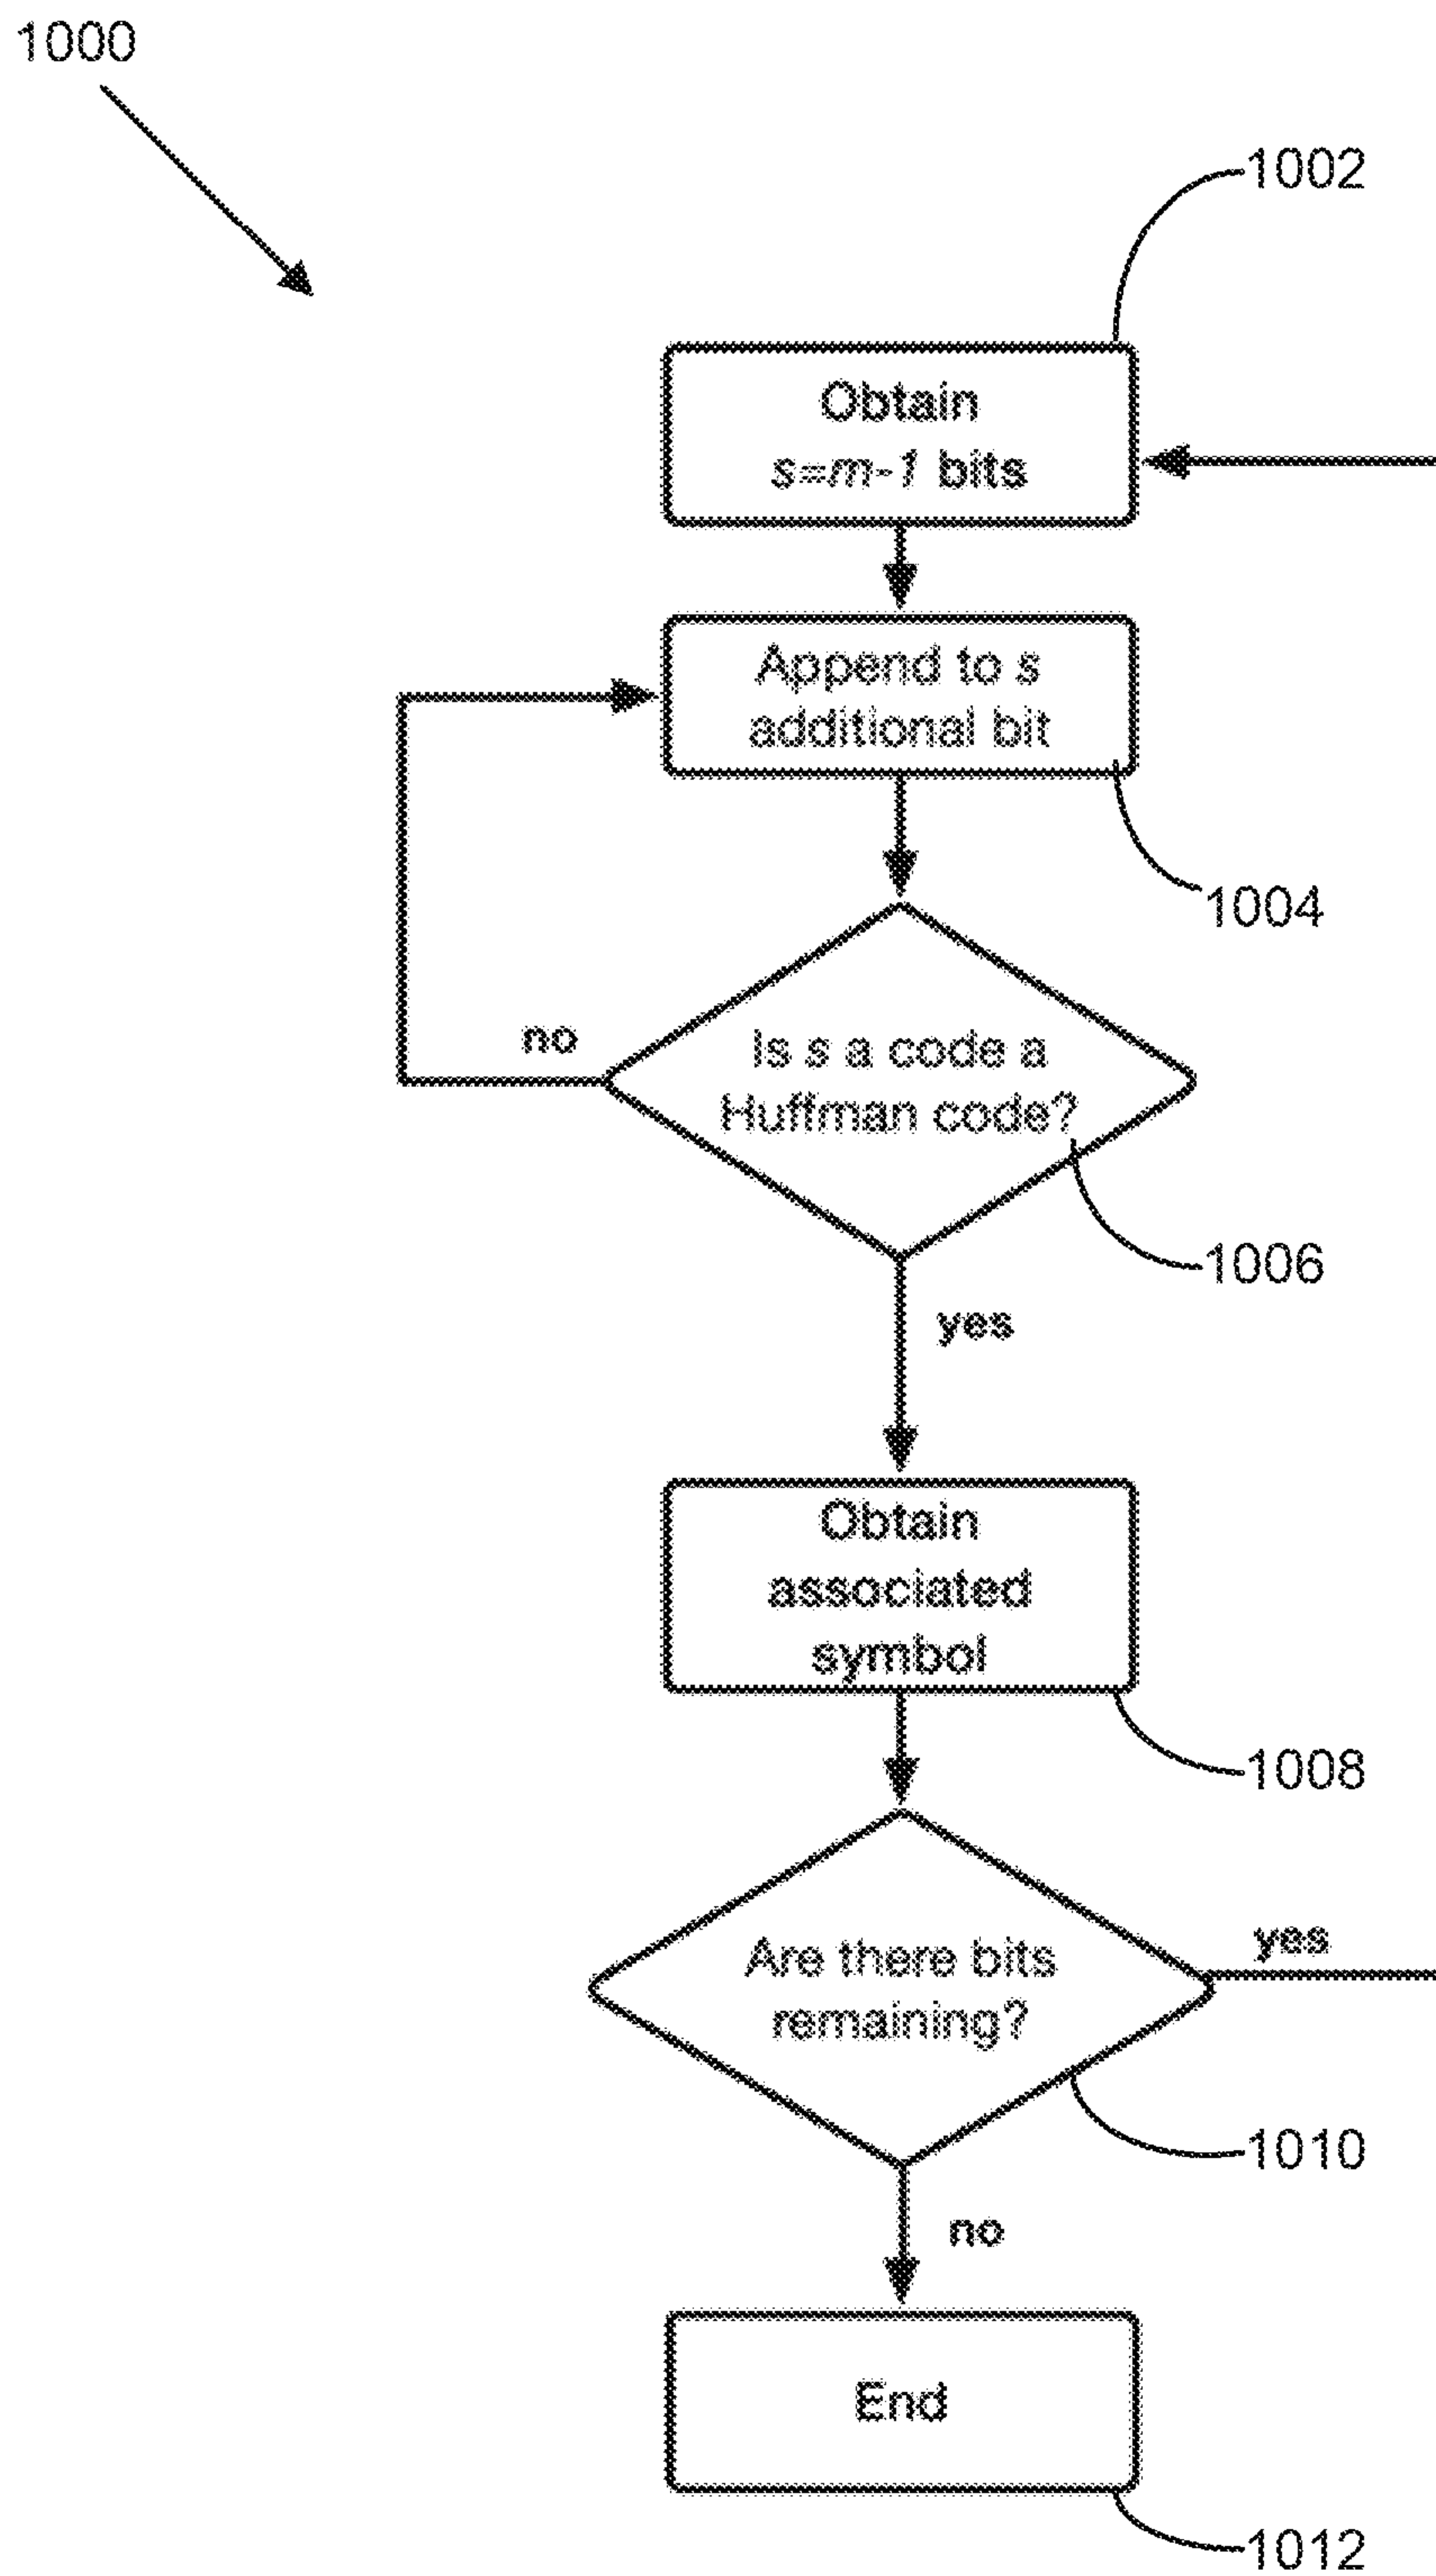 1000
1002
Obtain
s=m-1 bits
Append to s
additional bit
1004
no
Is s a code a
Huffman code?
1006
yes
Obtain
associated
symbol
1008
Are there bits
remaining?
yes
1010
no
End
1012